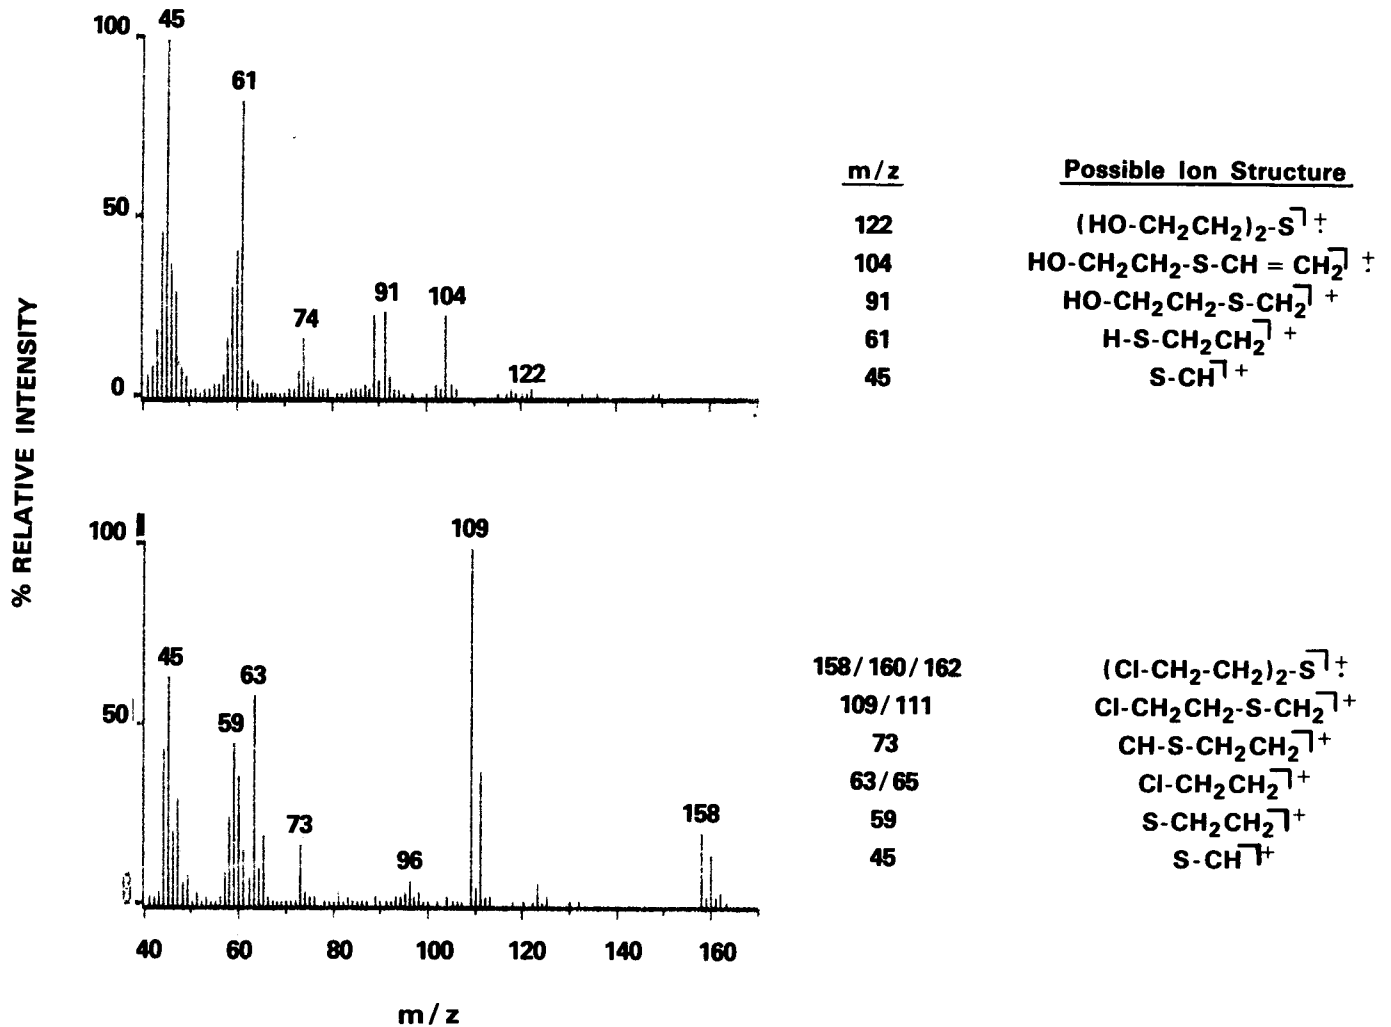 % RELATIVE INTENSITY
100
50
0
45
61
74
91
104
122
m/z Possible Ion Structure
122 (HO-CH₂CH₂)₂-S⎤⁺.
104 HO-CH₂CH₂-S-CH = CH₂⎤⁺.
91 HO-CH₂CH₂-S-CH₂⎤⁺
61 H-S-CH₂CH₂⎤⁺
45 S-CH⎤⁺
100
50
0
45
59
63
73
96
109
158
158/160/162 (Cl-CH₂-CH₂)₂-S⎤⁺.
109/111 Cl-CH₂CH₂-S-CH₂⎤⁺
73 CH-S-CH₂CH₂⎤⁺
63/65 Cl-CH₂CH₂⎤⁺
59 S-CH₂CH₂⎤⁺
45 S-CH⎤⁺
40 60 80 100 120 140 160
m/z